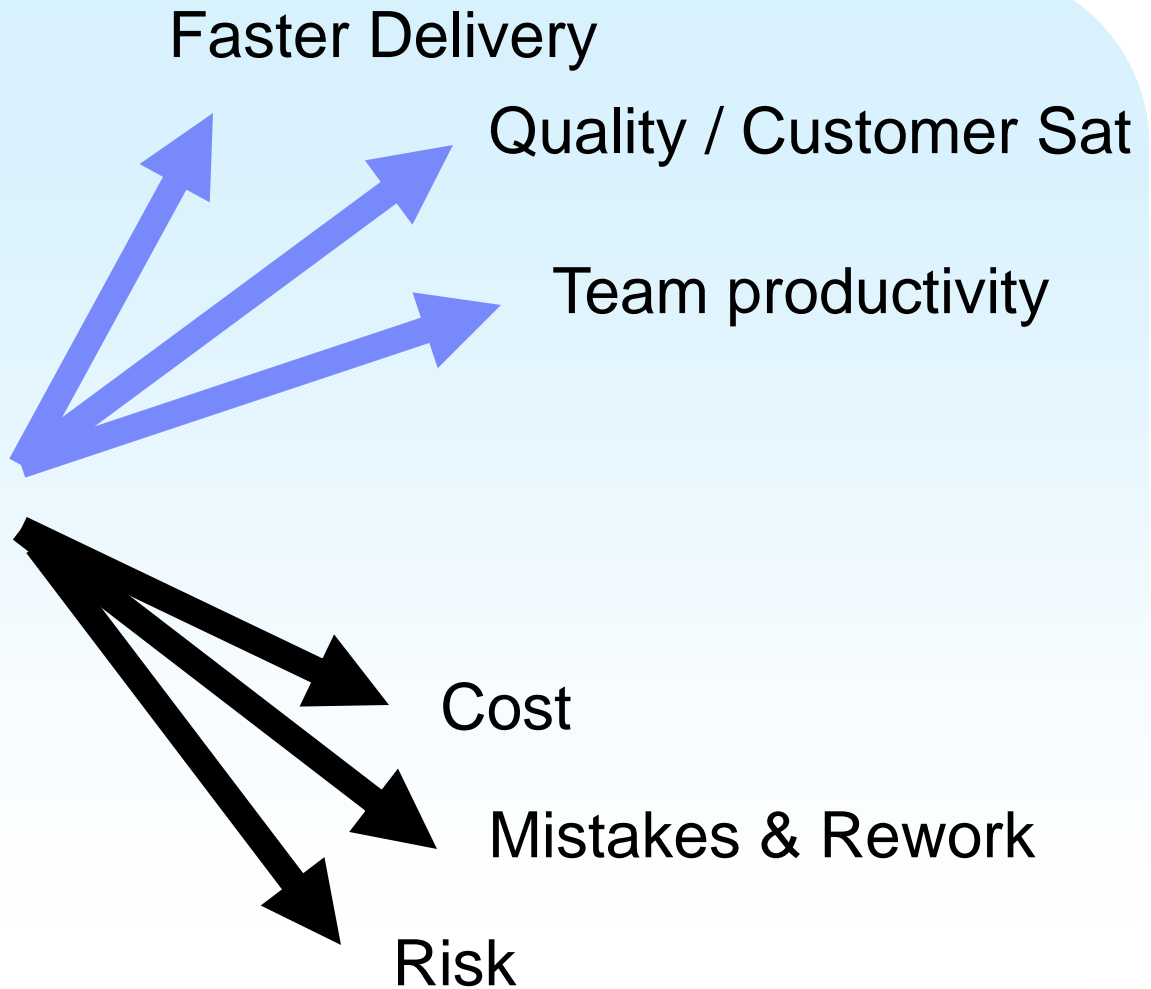 Faster Delivery
Quality / Customer Sat
Team productivity
Cost
Mistakes & Rework
Risk